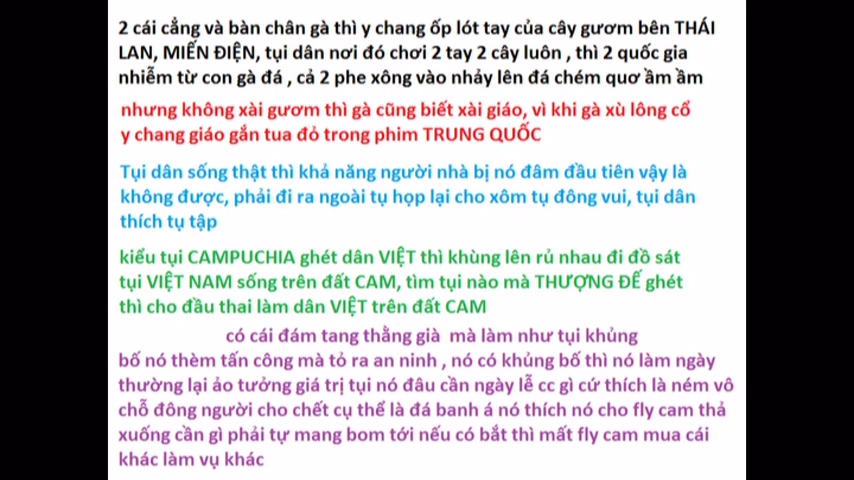 2 cái cẳng và bàn chân gà thì y chang ốp lót tay của cây gươm bên THÁI
LAN, MIẾN ĐIỆN, tụi dân nơi đó chơi 2 tay 2 cây luôn , thì 2 quốc gia
nhiễm từ con gà đá , cả 2 phe xông vào nhảy lên đá chém quơ ầm ầm
nhưng không xài gươm thì gà cũng biết xài giáo, vì khi gà xù lông cổ
y chang giáo gắn tua đỏ trong phim TRUNG QUỐC
Tụi dân sống thật thì khả năng người nhà bị nó đâm đầu tiên vậy là
không được, phải đi ra ngoài tụ họp lại cho xôm tụ đông vui, tụi dân
thích tụ tập
kiểu tụi CAMPUCHIA ghét dân VIỆT thì khùng lên rủ nhau đi đồ sát
tụi VIỆT NAM sống trên đất CAM, tìm tụi nào mà THƯỢNG ĐẾ ghét
thì cho đầu thai làm dân VIỆT trên đất CAM
có cái đám tang thằng già mà làm như tụi khủng
bố nó thèm tấn công mà tỏ ra an ninh , nó có khủng bố thì nó làm ngày
thường lại ảo tưởng giá trị tụi nó đâu cần ngày lễ cc gì cứ thích là ném vô
chỗ đông người cho chết cụ thể là đá banh á nó thích nó cho fly cam thả
xuống cần gì phải tự mang bom tới nếu có bắt thì mất fly cam mua cái
khác làm vụ khác